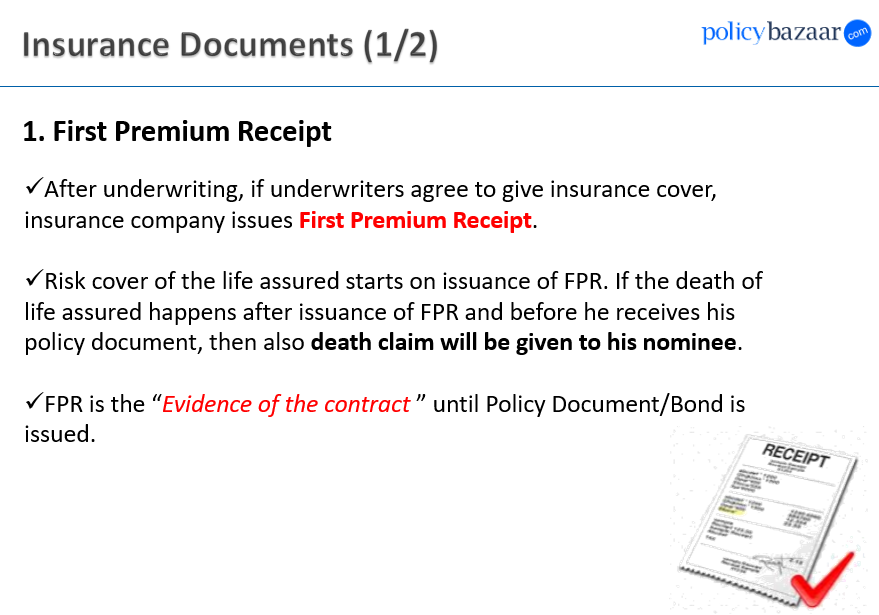 Insurance Documents (1/2)
policybazaar com
1. First Premium Receipt
✓After underwriting, if underwriters agree to give insurance cover,
insurance company issues First Premium Receipt.
✓Risk cover of the life assured starts on issuance of FPR. If the death of
life assured happens after issuance of FPR and before he receives his
policy document, then also death claim will be given to his nominee.
✓FPR is the “Evidence of the contract ” until Policy Document/Bond is
issued.
RECEIPT